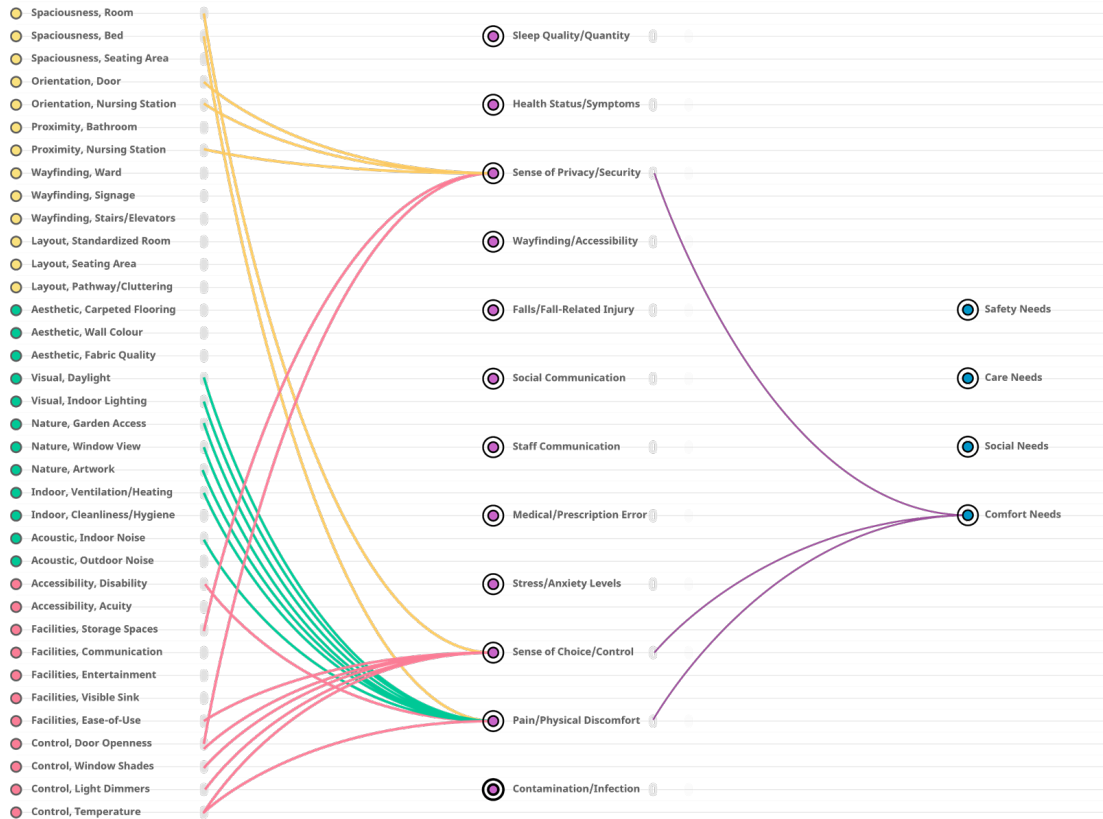 Spaciousness, Room
Spaciousness, Bed
Spaciousness, Seating Area
Orientation, Door
Orientation, Nursing Station
Proximity, Bathroom
Proximity, Nursing Station
Wayfinding, Ward
Wayfinding, Signage
Wayfinding, Stairs/Elevators
Layout, Standardized Room
Layout, Seating Area
Layout, Pathway/Cluttering
Aesthetic, Carpeted Flooring
Aesthetic, Wall Colour
Aesthetic, Fabric Quality
Visual, Daylight
Visual, Indoor Lighting
Nature, Garden Access
Nature, Window View
Nature, Artwork
Indoor, Ventilation/Heating
Indoor, Cleanliness/Hygiene
Acoustic, Indoor Noise
Acoustic, Outdoor Noise
Accessibility, Disability
Accessibility, Acuity
Facilities, Storage Spaces
Facilities, Communication
Facilities, Entertainment
Facilities, Visible Sink
Facilities, Ease-of-Use
Control, Door Openness
Control, Window Shades
Control, Light Dimmers
Control, Temperature
Sleep Quality/Quantity
Health Status/Symptoms
Sense of Privacy/Security
Wayfinding/Accessibility
Falls/Fall-Related Injury
Social Communication
Staff Communication
Medical/Prescription Error
Stress/Anxiety Levels
Sense of Choice/Control
Pain/Physical Discomfort
Contamination/Infection
Safety Needs
Care Needs
Social Needs
Comfort Needs